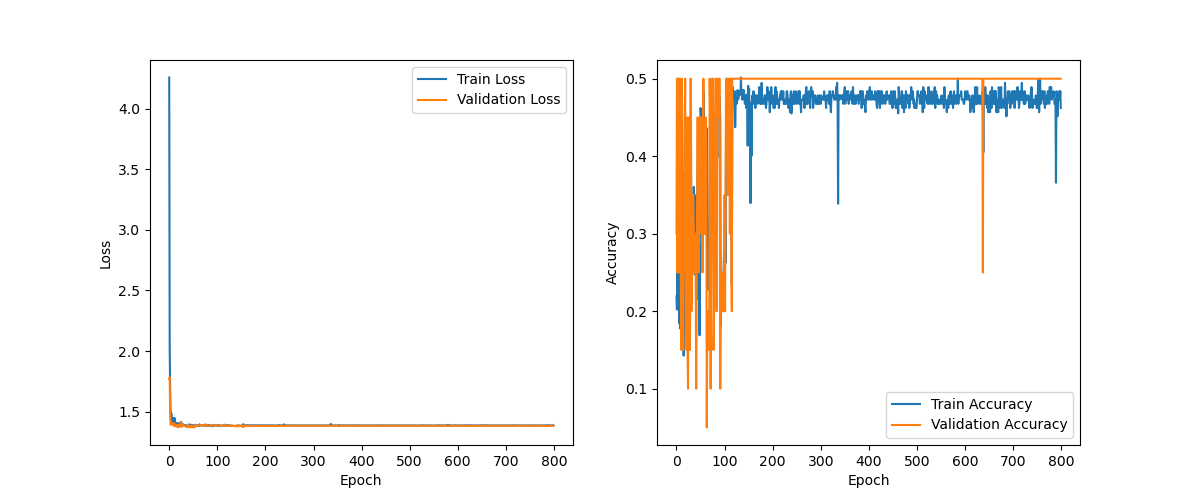 Train Loss
Validation Loss
4.0
3.5
3.0
2.5
2.0
1.5
Loss
0 100 200 300 400 500 600 700 800
Epoch
0.5
0.4
0.3
0.2
0.1
Accuracy
Train Accuracy
Validation Accuracy
0 100 200 300 400 500 600 700 800
Epoch